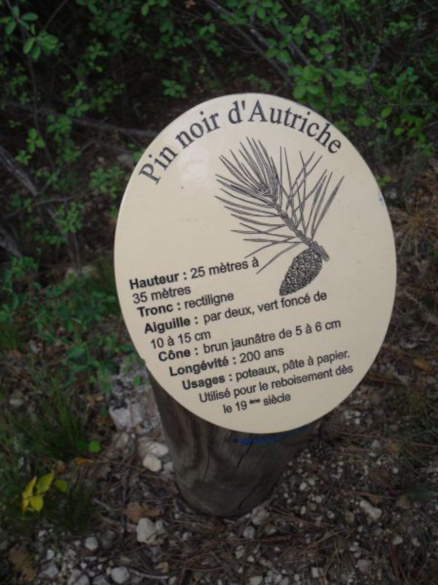 Pin noir d'Autriche
Hauteur : 25 mètres à
35 mètres
Tronc : rectiligne
Aiguille : par deux, vert foncé de
10 à 15 cm
Cône : brun jaunâtre de 5 à 6 cm
Longévité : 200 ans
Usages : poteaux, pâte à papier.
Utilisé pour le reboisement dès
le 19 ème siècle